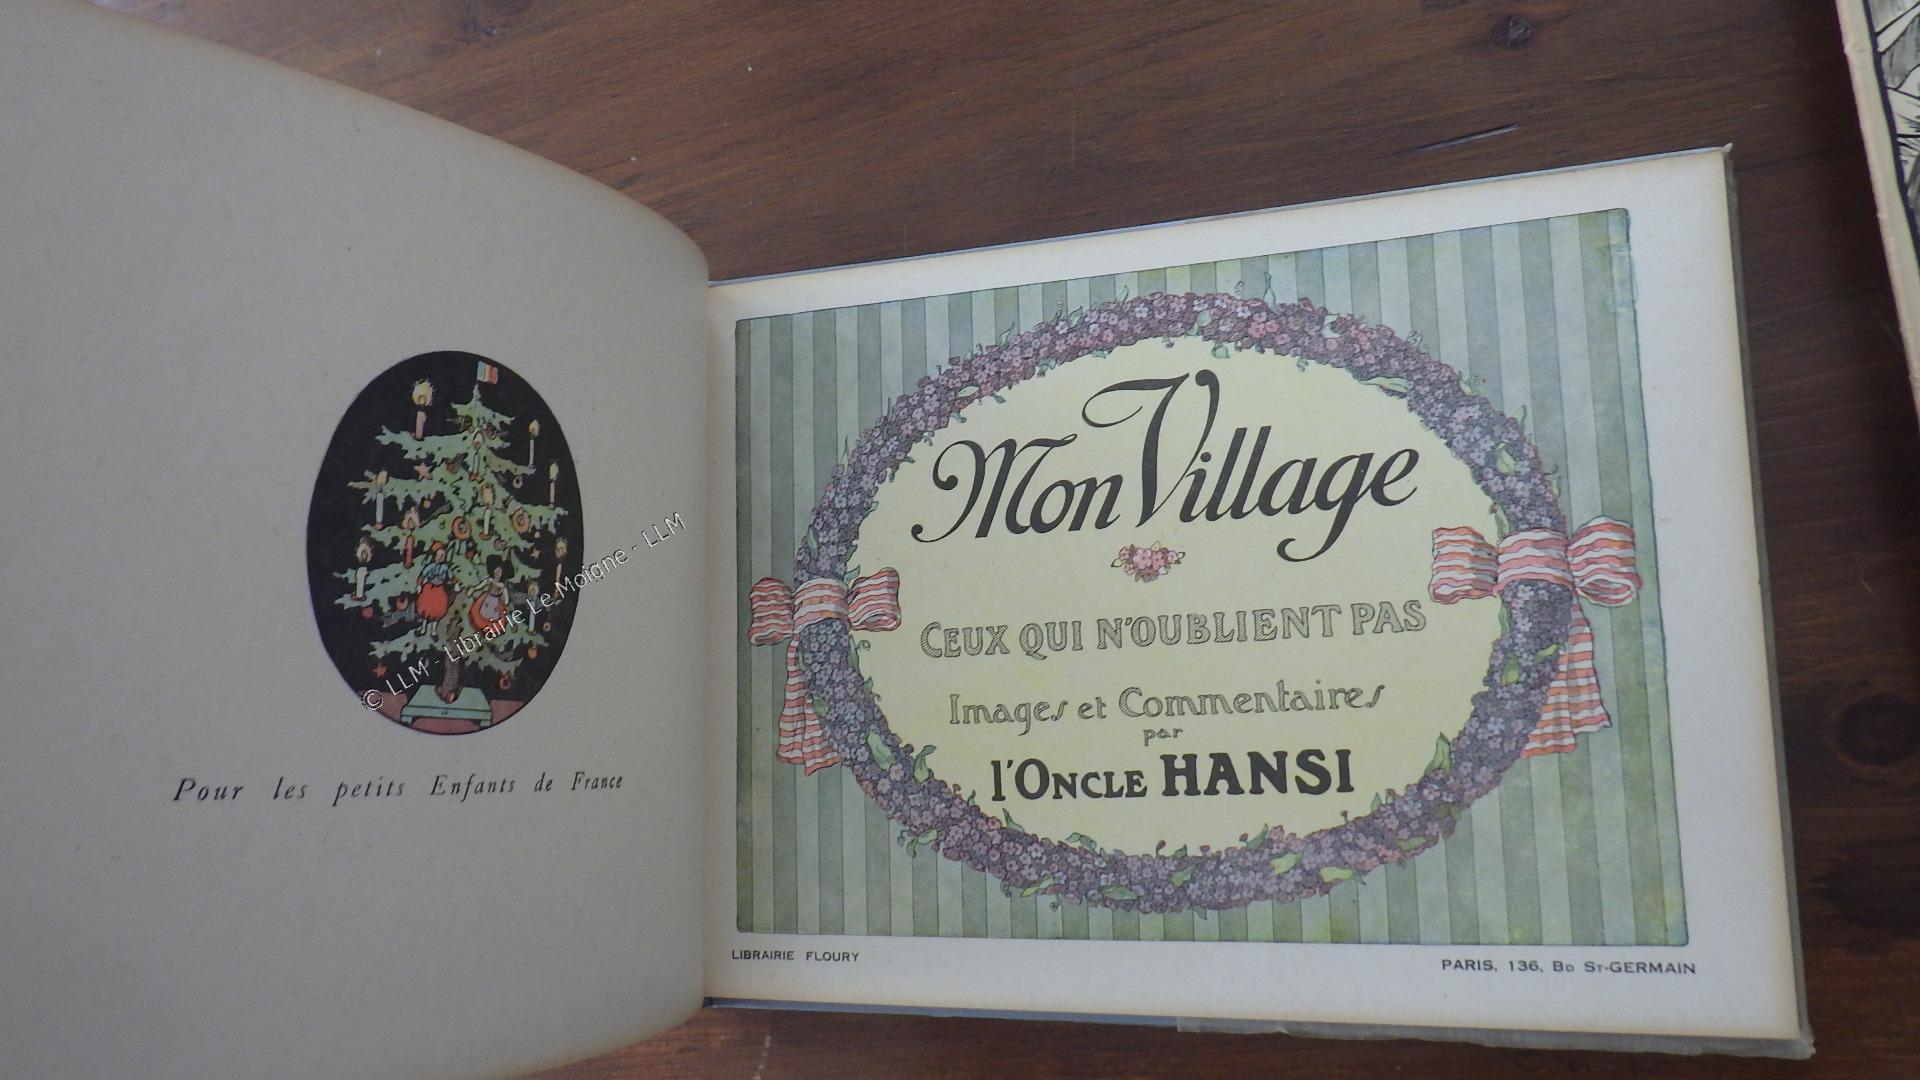 © LLM - Librairie Le Moigne - LLM
Pour les petits Enfants de France
Mon Village
CEUX QUI N'OUBLIENT PAS
Images et Commentaires
par
l'ONCLE HANSI
LIBRAIRIE FLOURY
PARIS, 136, BD ST-GERMAIN